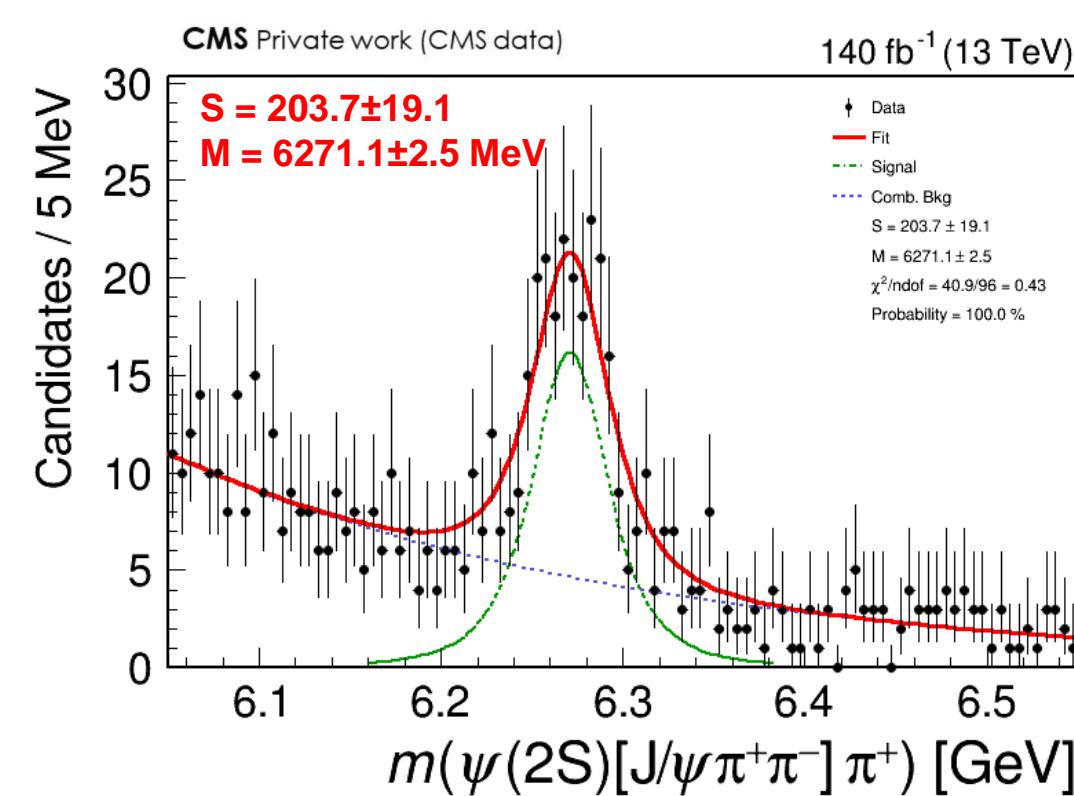 CMS Private work (CMS data)
140 fb⁻¹ (13 TeV)
S = 203.7±19.1
M = 6271.1±2.5 MeV
Data
Fit
Signal
Comb. Bkg
S = 203.7 ± 19.1
M = 6271.1 ± 2.5
χ²/ndof = 40.9/96 = 0.43
Probability = 100.0 %
Candidates / 5 MeV
30
25
20
15
10
5
0
6.1 6.2 6.3 6.4 6.5
m(ψ(2S)[J/ψπ⁺π⁻] π⁺) [GeV]